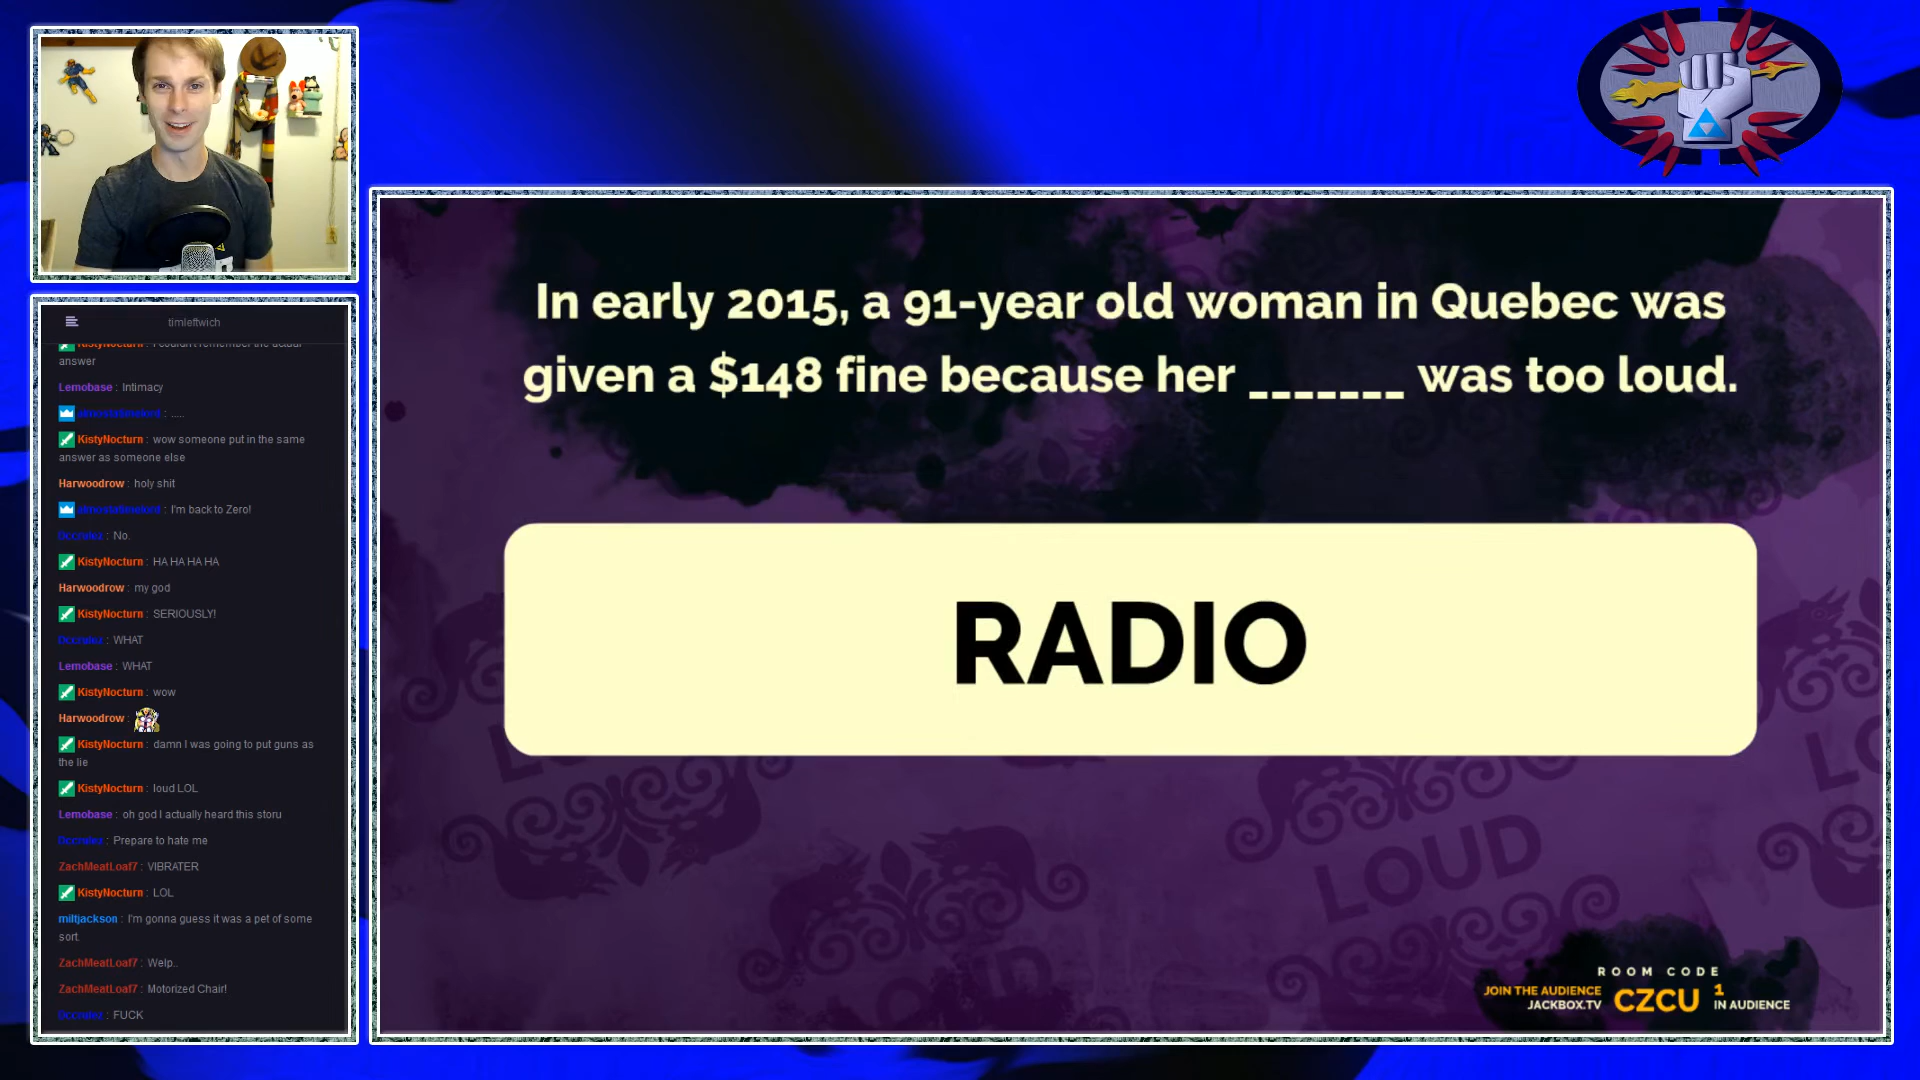 timleftwich
answer
Lemobase : Intimacy
: .....
KistyNocturn : wow someone put in the same
answer as someone else
Harwoodrow : holy shit
: I'm back to Zero!
: No.
KistyNocturn : HA HA HA HA
Harwoodrow : my god
KistyNocturn : SERIOUSLY!
: WHAT
Lemobase : WHAT
KistyNocturn : wow
Harwoodrow :
KistyNocturn : damn I was going to put guns as
the lie
KistyNocturn : loud LOL
Lemobase : oh god I actually heard this storu
: Prepare to hate me
ZachMeatLoaf7 : VIBRATER
KistyNocturn : LOL
miltjackson : I'm gonna guess it was a pet of some
sort.
ZachMeatLoaf7 : Welp..
ZachMeatLoaf7 : Motorized Chair!
: FUCK
In early 2015, a 91-year old woman in Quebec was
given a $148 fine because her _______ was too loud.
RADIO
LOUD
ROOM CODE
JOIN THE AUDIENCE
JACKBOX.TV
CZCU
1
IN AUDIENCE